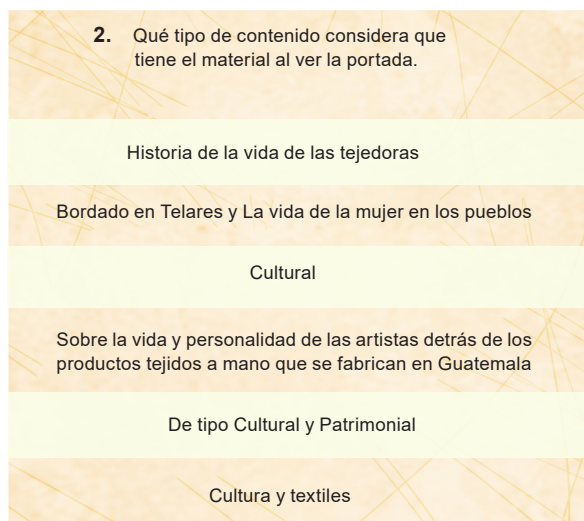 2. Qué tipo de contenido considera que
tiene el material al ver la portada.
Historia de la vida de las tejedoras
Bordado en Telares y La vida de la mujer en los pueblos
Cultural
Sobre la vida y personalidad de las artistas detrás de los
productos tejidos a mano que se fabrican en Guatemala
De tipo Cultural y Patrimonial
Cultura y textiles